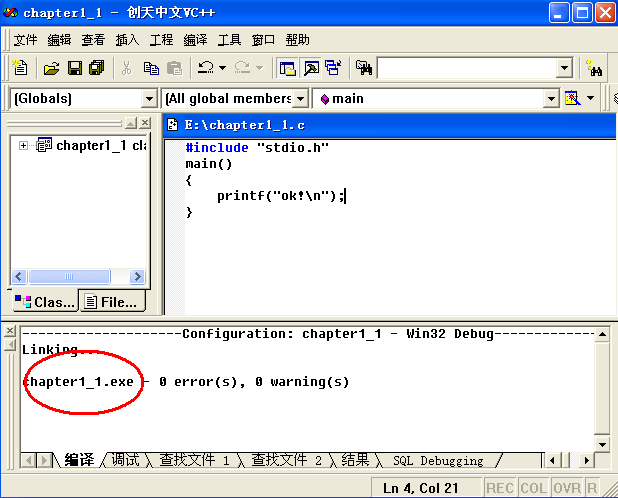 chapter1_1 - 创天中文VC++
文件 编辑 查看 插入 工程 编译 工具 窗口 帮助
(Globals) (All global members main
E:\chapter1_1.c
chapter1_1 cla
#include "stdio.h"
main()
{
printf("ok!\n");
}
Clas... File...
--------------------Configuration: chapter1_1 - Win32 Debug-------------
Linking...
chapter1_1.exe - 0 error(s), 0 warning(s)
编译 调试 查找文件 1 查找文件 2 结果 SQL Debugging
Ln 4, Col 21 REC COL OVR R